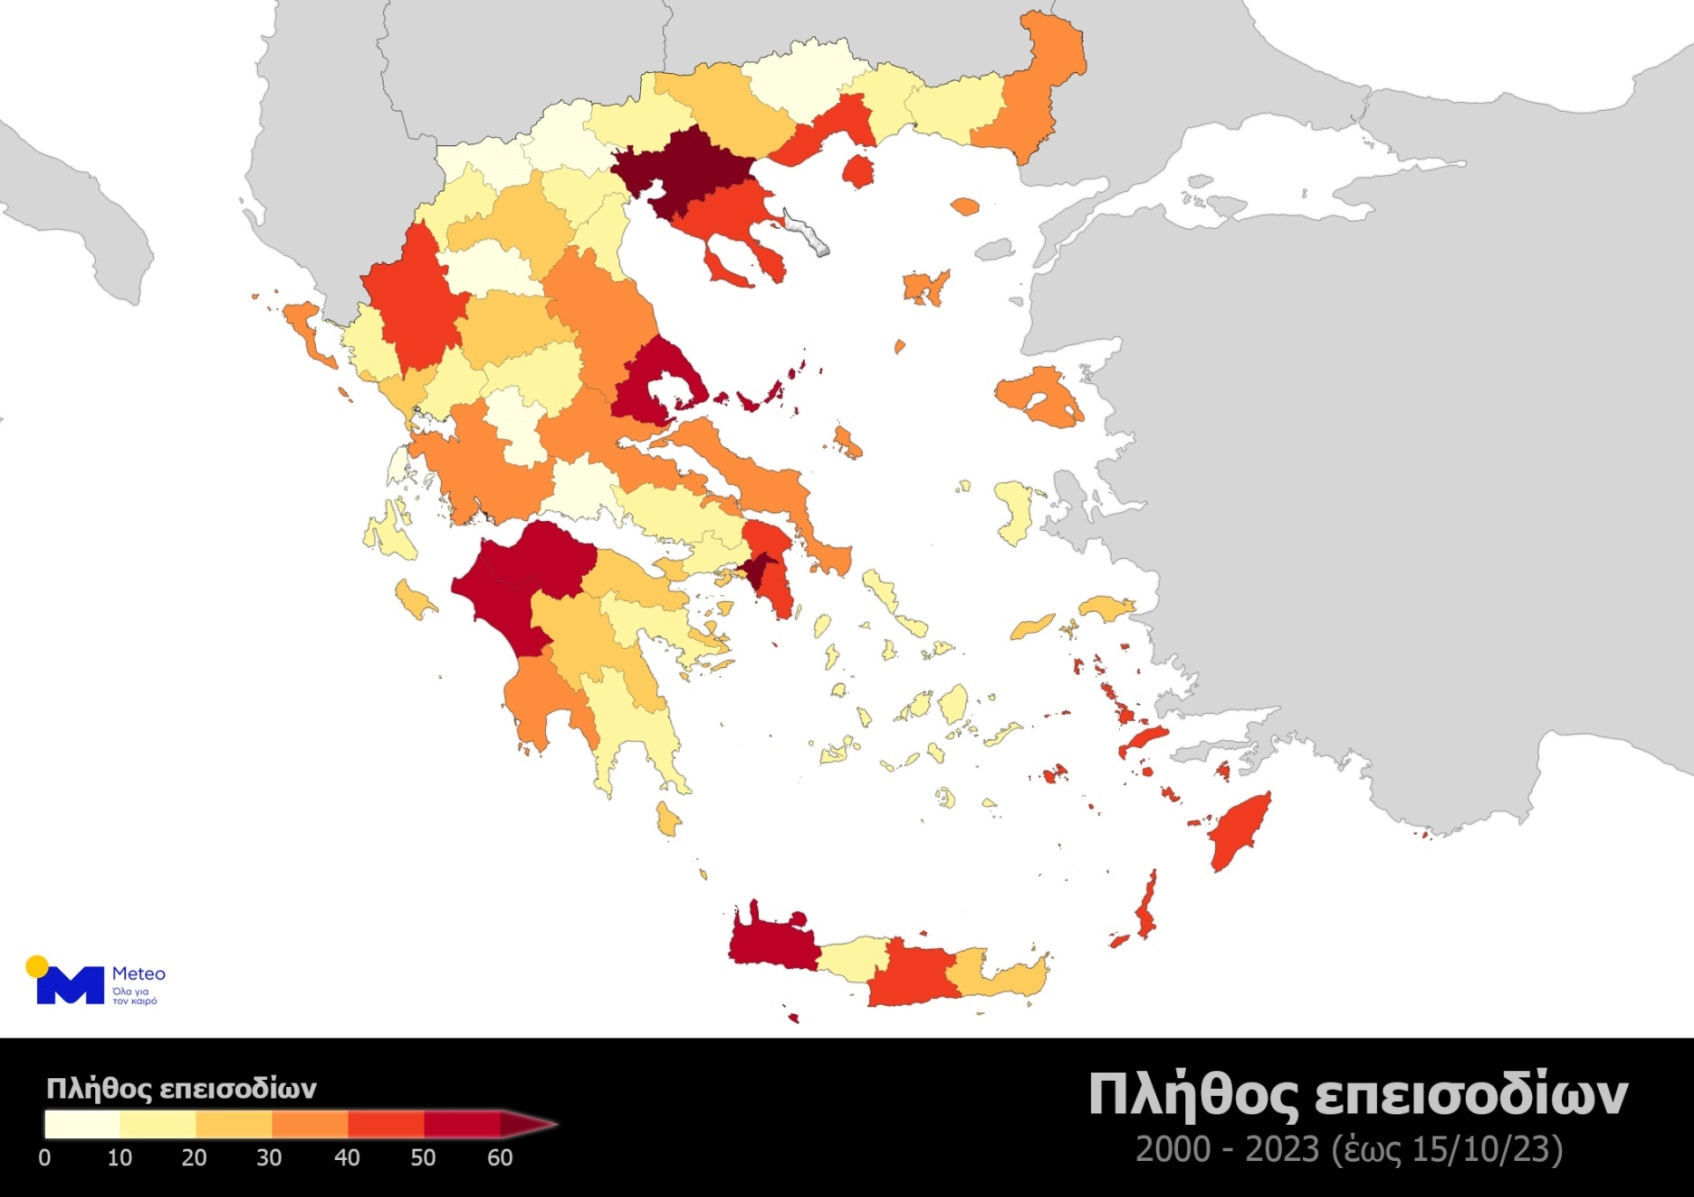 Meteo
Όλα για
τον καιρό
Πλήθος επεισοδίων
0 10 20 30 40 50 60
Πλήθος επεισοδίων
2000 - 2023 (έως 15/10/23)